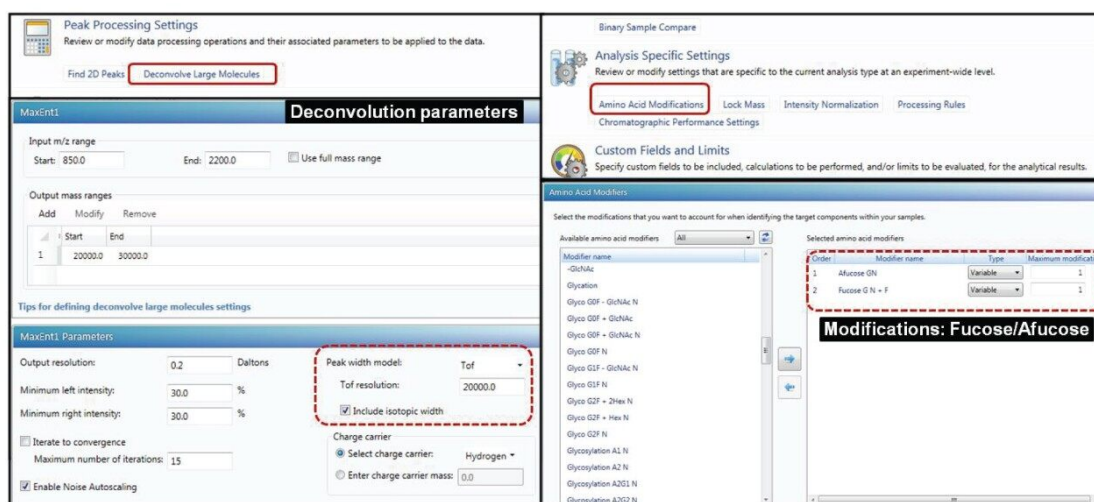 Peak Processing Settings
Review or modify data processing operations and their associated parameters to be applied to the data.
Find 2D Peaks Deconvolve Large Molecules
MaxEnt1
Deconvolution parameters
Input m/z range
Start: 850.0 End: 2200.0 Use full mass range
Output mass ranges
Add Modify Remove
Start End
1 20000.0 30000.0
Tips for defining deconvolve large molecules settings
MaxEnt1 Parameters
Output resolution: 0.2 Daltons
Minimum left intensity: 30.0 %
Minimum right intensity: 30.0 %
Iterate to convergence
Maximum number of iterations: 15
Enable Noise Autoscaling
Peak width model: Tof
Tof resolution: 20000.0
Include isotopic width
Charge carrier
Select charge carrier: Hydrogen
Enter charge carrier mass: 0.0
Binary Sample Compare
Analysis Specific Settings
Review or modify settings that are specific to the current analysis type at an experiment-wide level.
Amino Acid Modifications Lock Mass Intensity Normalization Processing Rules
Chromatographic Performance Settings
Custom Fields and Limits
Specify custom fields to be included, calculations to be performed, and/or limits to be evaluated, for the analytical results.
Amino Acid Modifiers
Select the modifications that you want to account for when identifying the target components within your samples.
Available amino acid modifiers All
Modifier name
-GlcNAc
Glycation
Glyco G0F - GlcNAc N
Glyco G0F + GlcNAc
Glyco G0F + GlcNAc N
Glyco G0F N
Glyco G1F - GlcNAc N
Glyco G1F N
Glyco G2F + 2Hex N
Glyco G2F + Hex N
Glyco G2F N
Glycosylation A1 N
Glycosylation A2 N
Glycosylation A2G1 N
Glycosylation A2G2 N
Selected amino acid modifiers
Order Modifier name Type Maximum modificati
1 Afucose GN Variable 1
2 Fucose G N + F Variable 1
Modifications: Fucose/Afucose